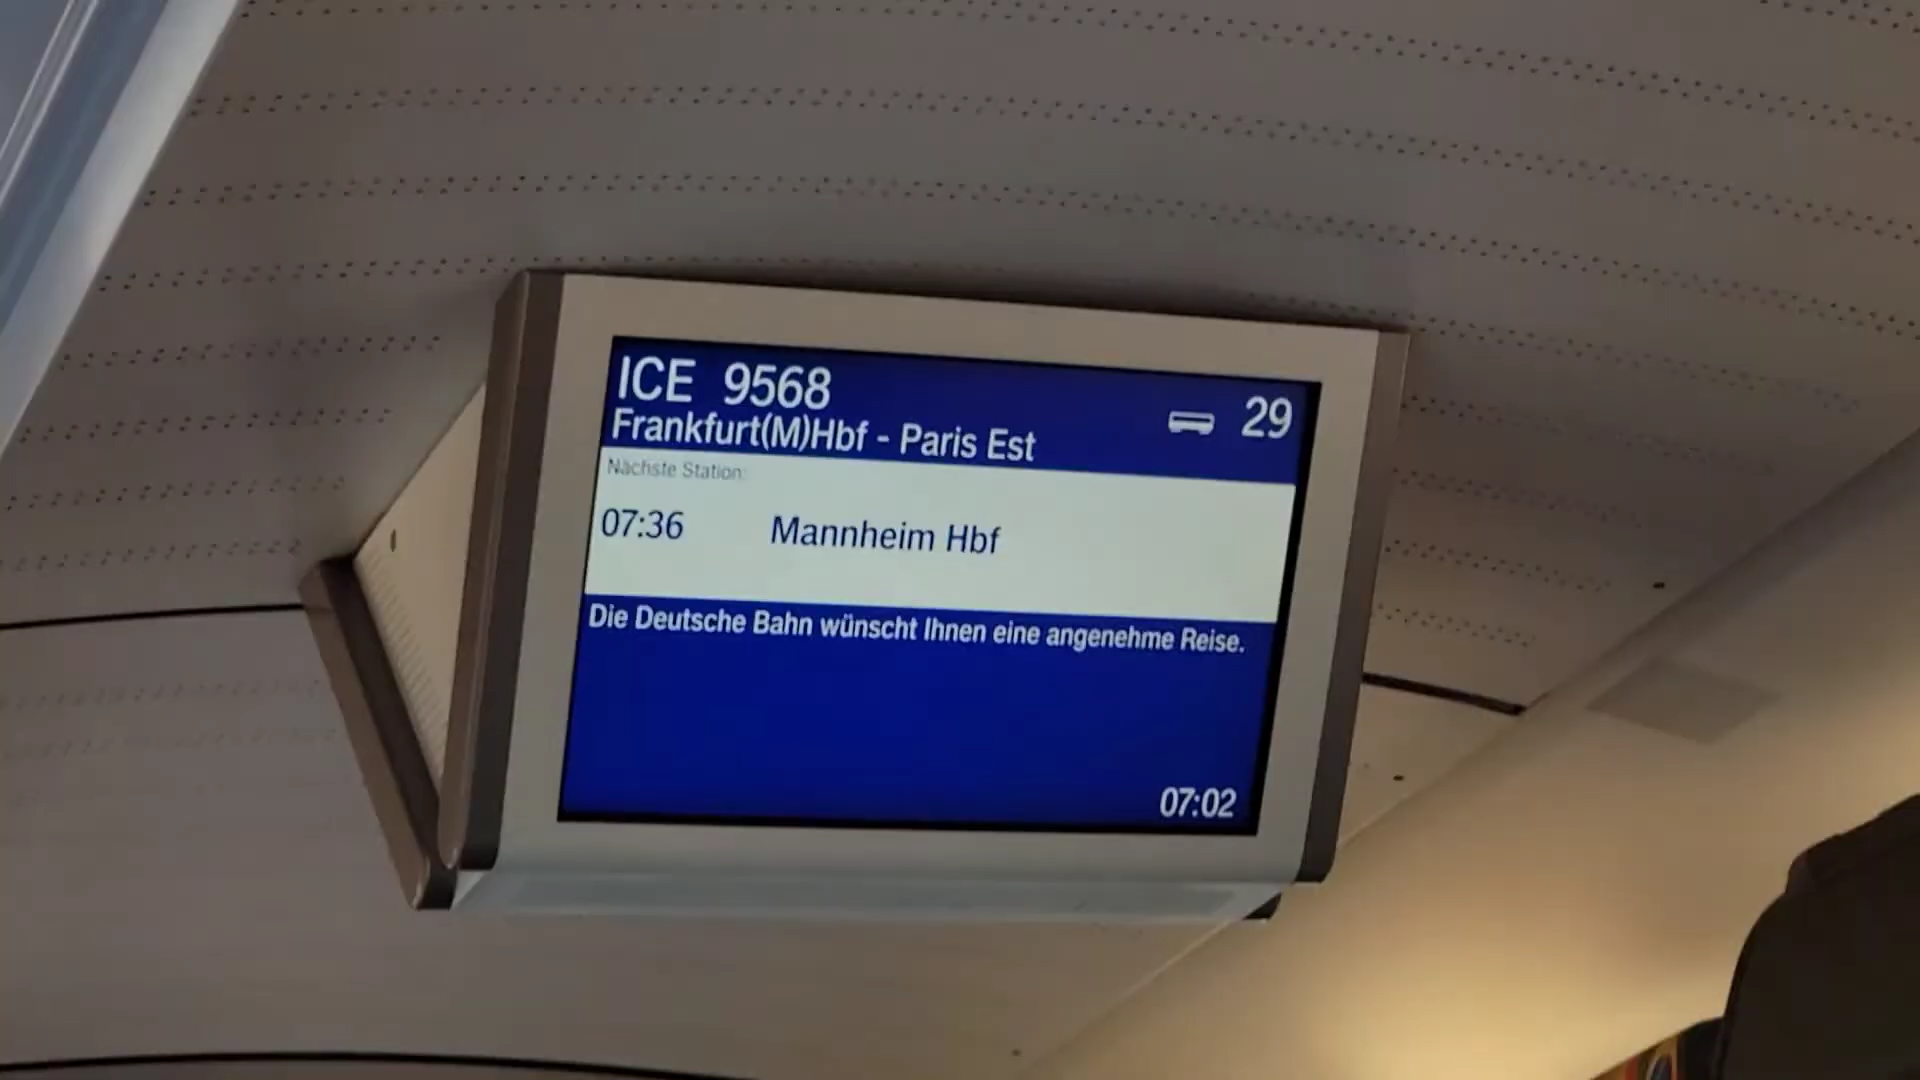 ICE 9568
29
Frankfurt(M)Hbf - Paris Est
Nächste Station:
07:36 Mannheim Hbf
Die Deutsche Bahn wünscht Ihnen eine angenehme Reise.
07:02